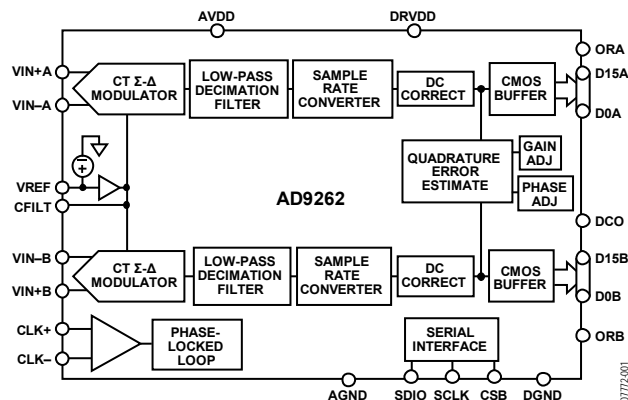 AVDD
DRVDD
ORA
VIN+A
CT Σ-Δ
MODULATOR
LOW-PASS
DECIMATION
FILTER
SAMPLE
RATE
CONVERTER
DC
CORRECT
CMOS
BUFFER
D15A
VIN–A
D0A
QUADRATURE
ERROR
ESTIMATE
GAIN
ADJ
PHASE
ADJ
VREF
CFILT
AD9262
DCO
VIN–B
CT Σ-Δ
MODULATOR
LOW-PASS
DECIMATION
FILTER
SAMPLE
RATE
CONVERTER
DC
CORRECT
CMOS
BUFFER
D15B
VIN+B
D0B
CLK+
PHASE-
LOCKED
LOOP
SERIAL
INTERFACE
ORB
CLK–
AGND
SDIO
SCLK
CSB
DGND
07772-001